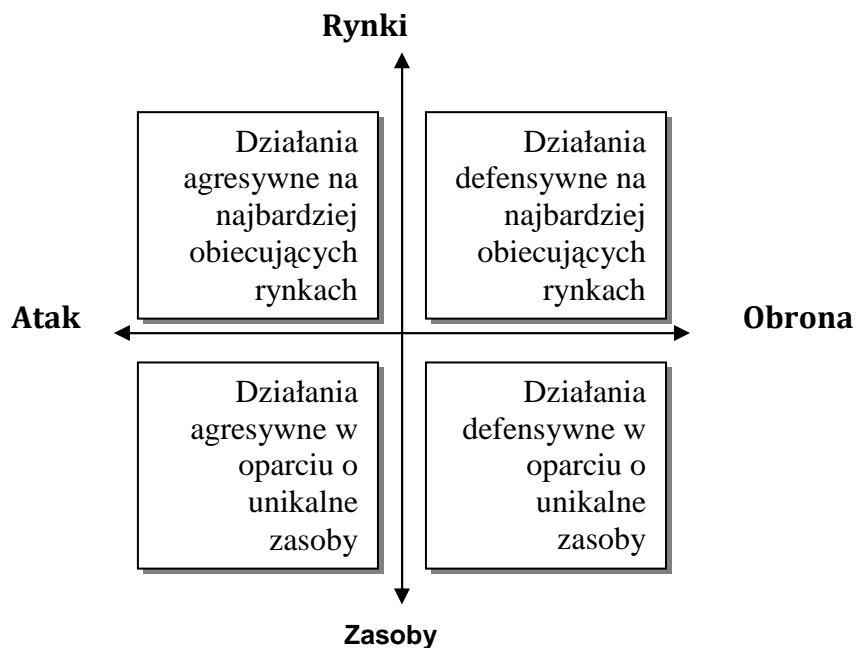 Rynki
Działania
agresywne na
najbardziej
obiecujących
rynkach
Działania
defensywne na
najbardziej
obiecujących
rynkach
Atak
Obrona
Działania
agresywne w
oparciu o
unikalne
zasoby
Działania
defensywne w
oparciu o
unikalne
zasoby
Zasoby